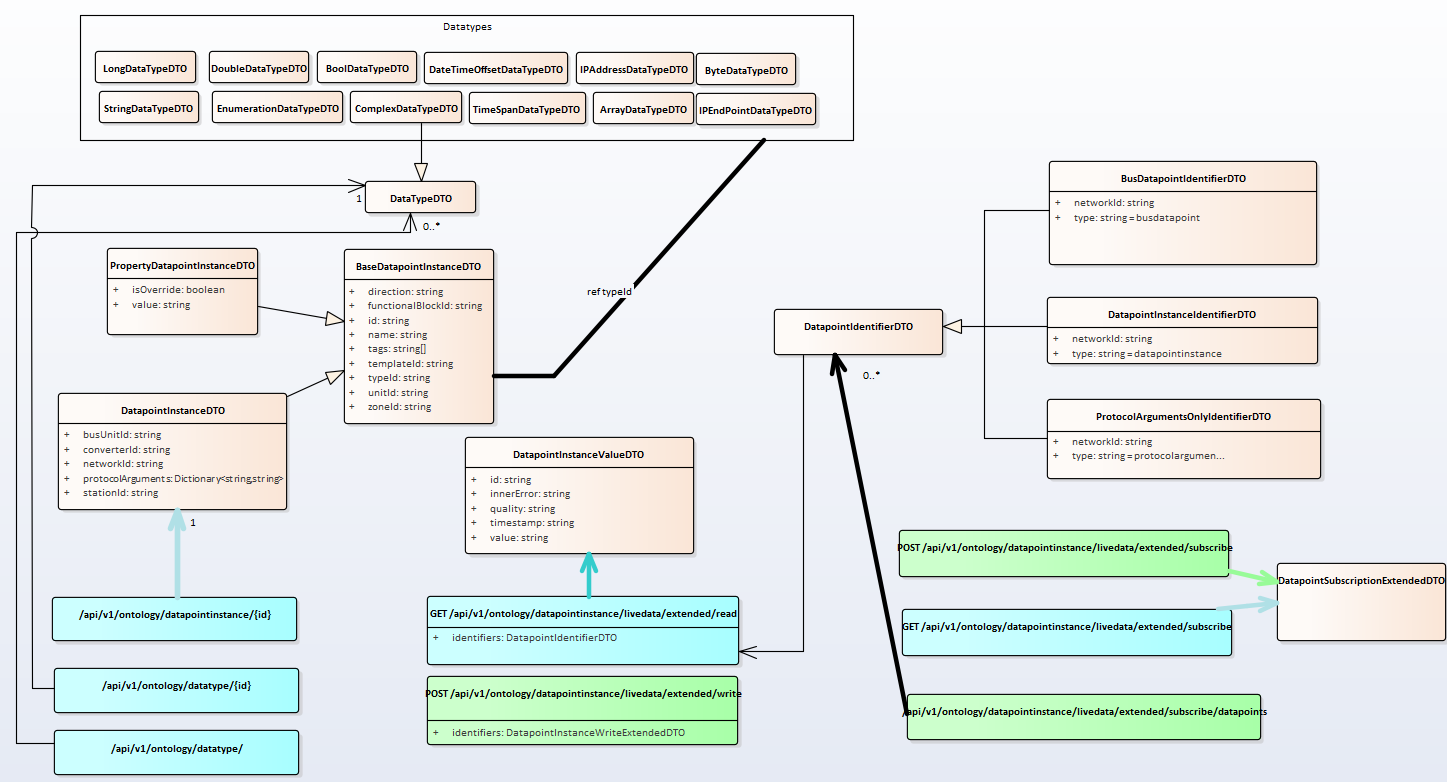 Datatypes
LongDataTypeDTO
DoubleDataTypeDTO
BoolDataTypeDTO
DateTimeOffsetDataTypeDTO
IPAddressDataTypeDTO
ByteDataTypeDTO
StringDataTypeDTO
EnumerationDataTypeDTO
ComplexDataTypeDTO
TimeSpanDataTypeDTO
ArrayDataTypeDTO
IPEndPointDataTypeDTO
1
DataTypeDTO
0..*
PropertyDatapointInstanceDTO
+ isOverride: boolean
+ value: string
BaseDatapointInstanceDTO
+ direction: string
+ functionalBlockId: string
+ id: string
+ name: string
+ tags: string[]
+ templateId: string
+ typeId: string
+ unitId: string
+ zoneId: string
ref typeId
DatapointInstanceDTO
+ busUnitId: string
+ converterId: string
+ networkId: string
+ protocolArguments: Dictionary<string,string>
+ stationId: string
1
DatapointInstanceValueDTO
+ id: string
+ innerError: string
+ quality: string
+ timestamp: string
+ value: string
DatapointIdentifierDTO
0..*
BusDatapointIdentifierDTO
+ networkId: string
+ type: string = busdatapoint
DatapointInstanceIdentifierDTO
+ networkId: string
+ type: string = datapointinstance
ProtocolArgumentsOnlyIdentifierDTO
+ networkId: string
+ type: string = protocolargumen...
/api/v1/ontology/datapointinstance/{id}
/api/v1/ontology/datatype/{id}
/api/v1/ontology/datatype/
GET /api/v1/ontology/datapointinstance/livedata/extended/read
+ identifiers: DatapointIdentifierDTO
POST /api/v1/ontology/datapointinstance/livedata/extended/write
+ identifiers: DatapointInstanceWriteExtendedDTO
POST /api/v1/ontology/datapointinstance/livedata/extended/subscribe
GET /api/v1/ontology/datapointinstance/livedata/extended/subscribe
DatapointSubscriptionExtendedDTO
/api/v1/ontology/datapointinstance/livedata/extended/subscribe/datapoints